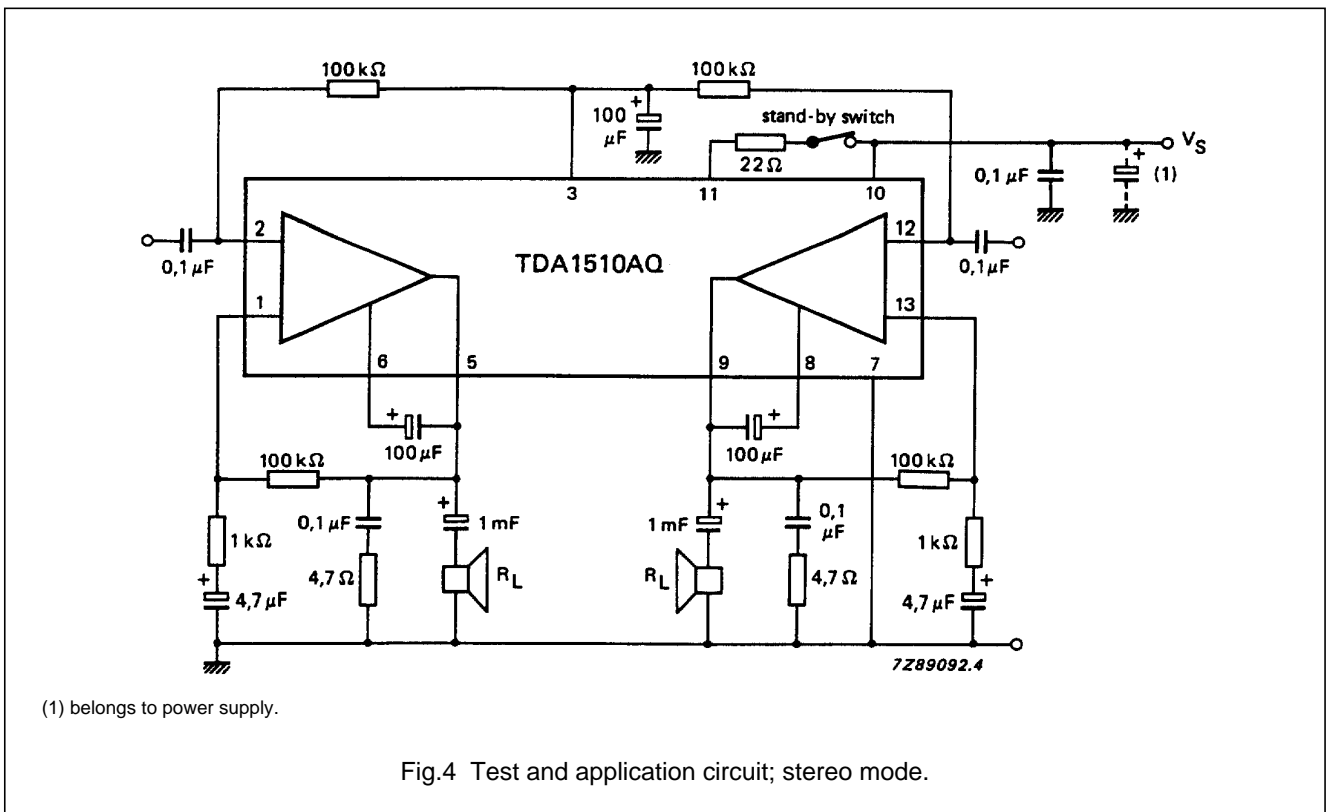 100 kΩ
100 kΩ
100
μF
+
stand-by switch
22 Ω
VS
0,1 μF
+
(1)
3
11
10
2
12
0,1 μF
0,1 μF
TDA1510AQ
1
13
6
5
9
8
7
+
100 μF
+
100 μF
100 kΩ
100 kΩ
1 kΩ
0,1 μF
+
1 mF
+
1 mF
0,1
μF
1 kΩ
+
4,7 μF
4,7 Ω
RL
RL
4,7 Ω
+
4,7 μF
7Z89092.4
(1) belongs to power supply.
Fig.4 Test and application circuit; stereo mode.